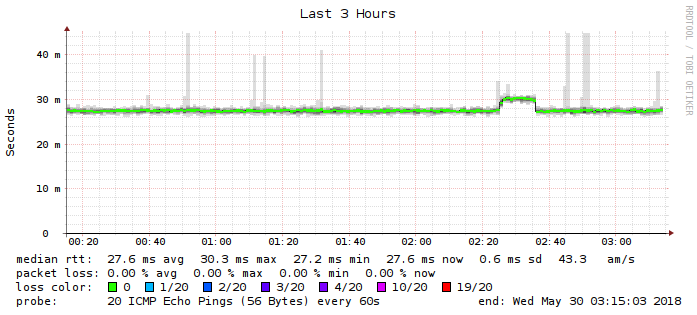 Last 3 Hours
RRDTOOL / TOBI OETIKER
Seconds
40 m
30 m
20 m
10 m
0
00:20 00:40 01:00 01:20 01:40 02:00 02:20 02:40 03:00
median rtt: 27.6 ms avg 30.3 ms max 27.2 ms min 27.6 ms now 0.6 ms sd 43.3 am/s
packet loss: 0.00 % avg 0.00 % max 0.00 % min 0.00 % now
loss color: 0 1/20 2/20 3/20 4/20 10/20 19/20
probe: 20 ICMP Echo Pings (56 Bytes) every 60s end: Wed May 30 03:15:03 2018